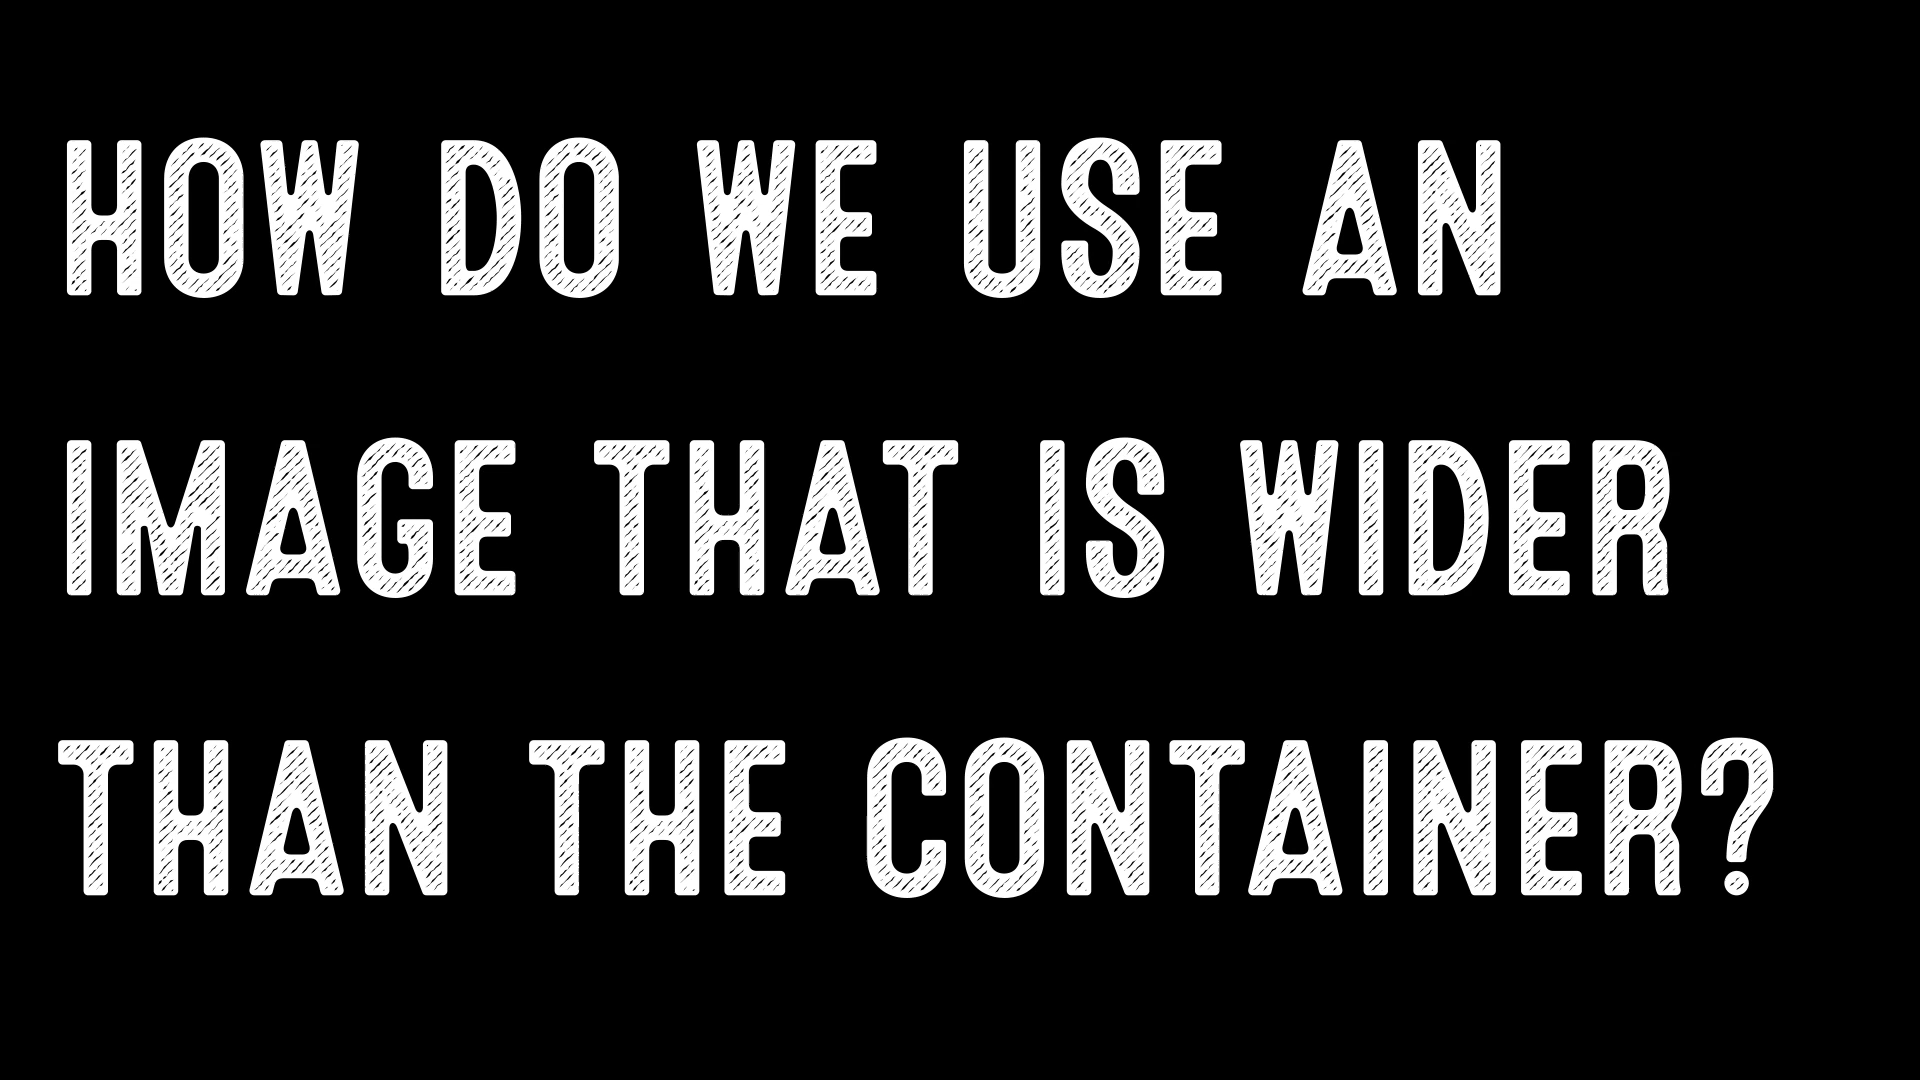 HOW DO WE USE AN
IMAGE THAT IS WIDER
THAN THE CONTAINER?